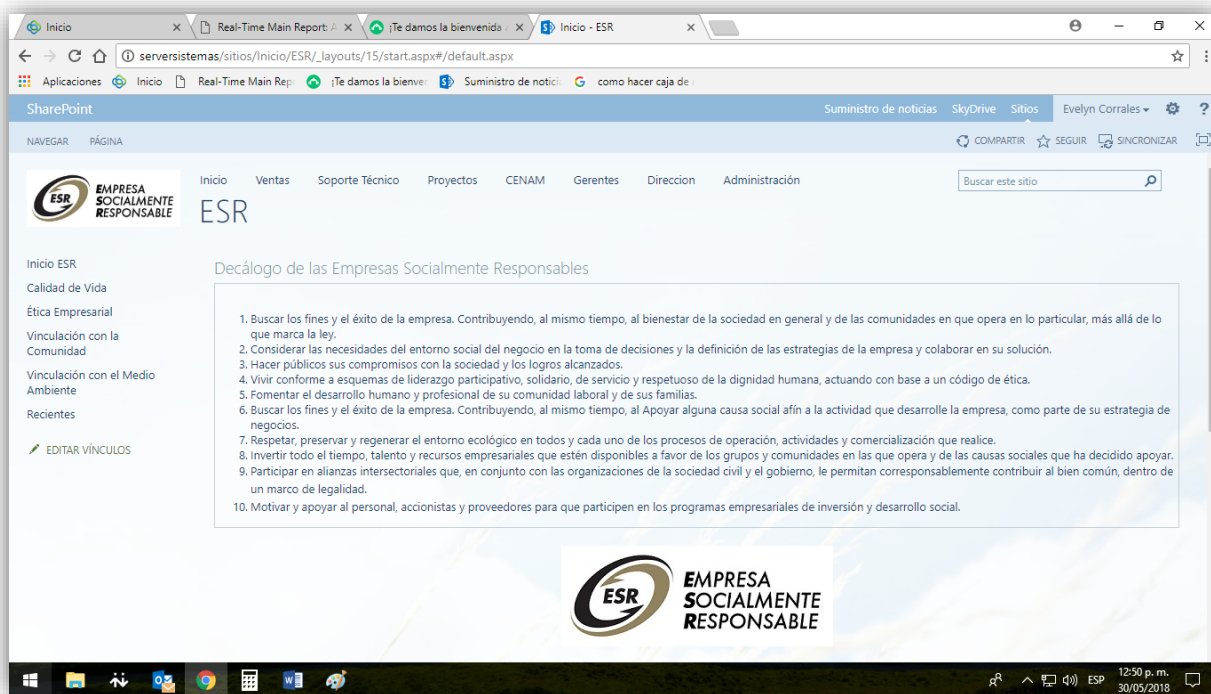 Inicio
Real-Time Main Report: A
¡Te damos la bienvenida a
Inicio - ESR
serversistemas/sitios/Inicio/ESR/_layouts/15/start.aspx#/default.aspx
Aplicaciones Inicio Real-Time Main Rep ¡Te damos la bienven Suministro de notici como hacer caja de
SharePoint Suministro de noticias SkyDrive Sitios Evelyn Corrales ?
NAVEGAR PÁGINA COMPARTIR SEGUIR SINCRONIZAR
ESR
EMPRESA
SOCIALMENTE
RESPONSABLE
Inicio Ventas Soporte Técnico Proyectos CENAM Gerentes Direccion Administración
Buscar este sitio
ESR
Inicio ESR
Calidad de Vida
Ética Empresarial
Vinculación con la
Comunidad
Vinculación con el Medio
Ambiente
Recientes
EDITAR VÍNCULOS
Decálogo de las Empresas Socialmente Responsables
1. Buscar los fines y el éxito de la empresa. Contribuyendo, al mismo tiempo, al bienestar de la sociedad en general y de las comunidades en que opera en lo particular, más allá de lo
que marca la ley.
2. Considerar las necesidades del entorno social del negocio en la toma de decisiones y la definición de las estrategias de la empresa y colaborar en su solución.
3. Hacer públicos sus compromisos con la sociedad y los logros alcanzados.
4. Vivir conforme a esquemas de liderazgo participativo, solidario, de servicio y respetuoso de la dignidad humana, actuando con base a un código de ética.
5. Fomentar el desarrollo humano y profesional de su comunidad laboral y de sus familias.
6. Buscar los fines y el éxito de la empresa. Contribuyendo, al mismo tiempo, al Apoyar alguna causa social afín a la actividad que desarrolle la empresa, como parte de su estrategia de
negocios.
7. Respetar, preservar y regenerar el entorno ecológico en todos y cada uno de los procesos de operación, actividades y comercialización que realice.
8. Invertir todo el tiempo, talento y recursos empresariales que estén disponibles a favor de los grupos y comunidades en las que opera y de las causas sociales que ha decidido apoyar.
9. Participar en alianzas intersectoriales que, en conjunto con las organizaciones de la sociedad civil y el gobierno, le permitan corresponsablemente contribuir al bien común, dentro de
un marco de legalidad.
10. Motivar y apoyar al personal, accionistas y proveedores para que participen en los programas empresariales de inversión y desarrollo social.
ESR
EMPRESA
SOCIALMENTE
RESPONSABLE
ESP
12:50 p. m.
30/05/2018